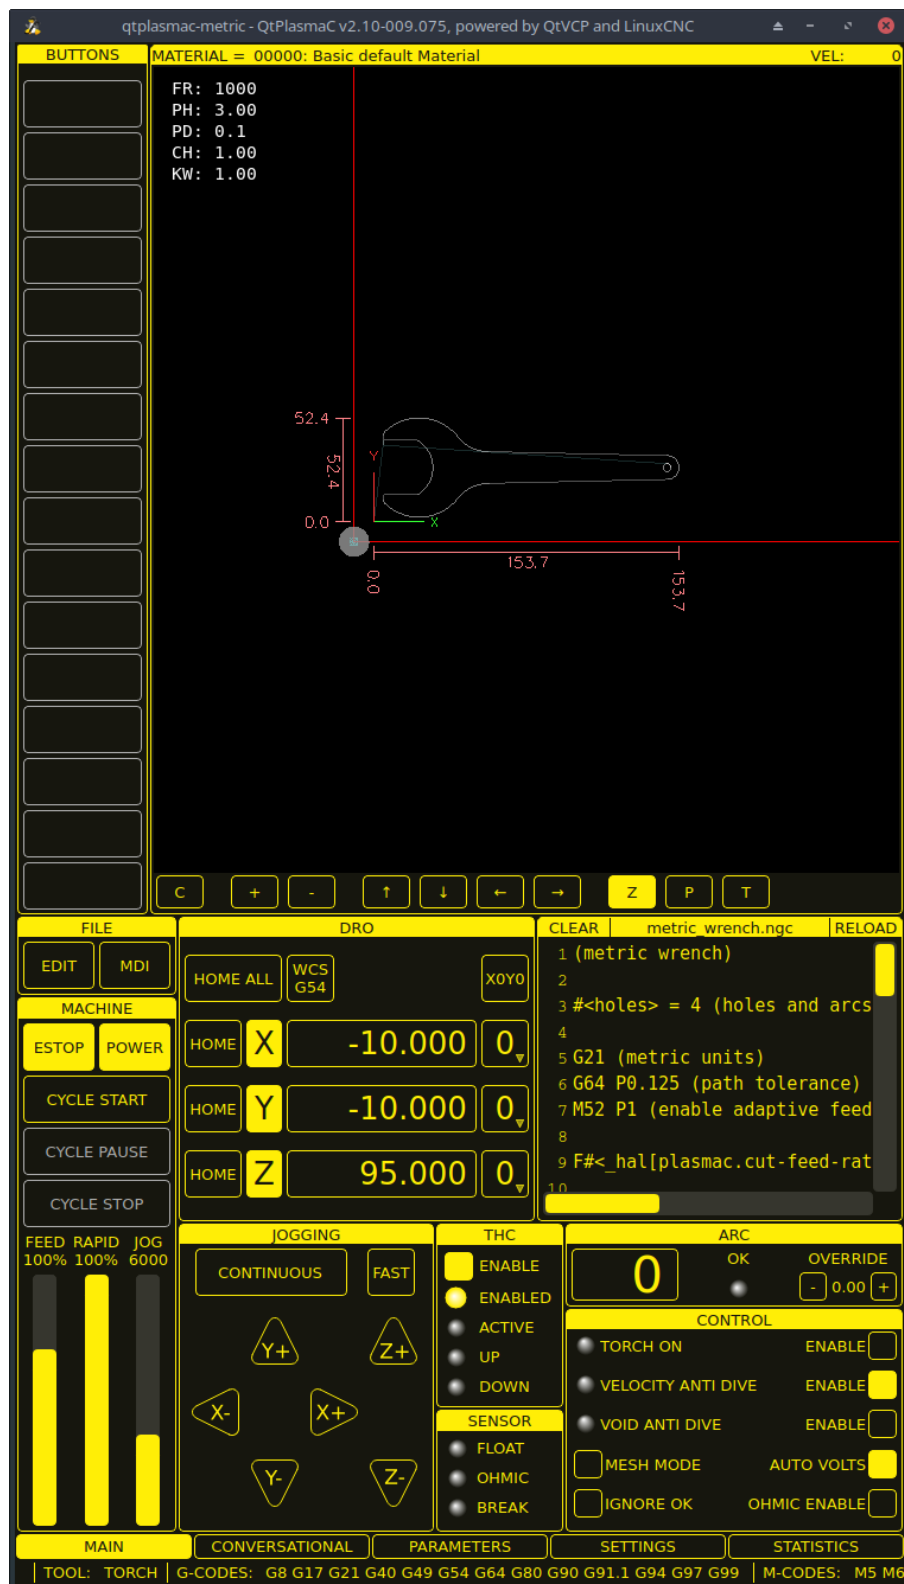 qtplasmac-metric - QtPlasmaC v2.10-009.075, powered by QtVCP and LinuxCNC
BUTTONS
MATERIAL = 00000: Basic default Material
VEL: 0
FR: 1000
PH: 3.00
PD: 0.1
CH: 1.00
KW: 1.00
52.4
52.4
0.0
Y
X
0.0
153.7
153.7
C + - ↑ ↓ ← → Z P T
FILE
EDIT MDI
MACHINE
ESTOP POWER
CYCLE START
CYCLE PAUSE
CYCLE STOP
FEED RAPID JOG
100% 100% 6000
DRO
HOME ALL
WCS
G54
X0Y0
HOME X -10.000 0
HOME Y -10.000 0
HOME Z 95.000 0
CLEAR metric_wrench.ngc RELOAD
1 (metric wrench)
2
3 #<holes> = 4 (holes and arcs
4
5 G21 (metric units)
6 G64 P0.125 (path tolerance)
7 M52 P1 (enable adaptive feed
8
9 F#<_hal[plasmac.cut-feed-rat
10
JOGGING
CONTINUOUS FAST
Y+ Z+
X- X+
Y- Z-
THC
ENABLE
ENABLED
ACTIVE
UP
DOWN
SENSOR
FLOAT
OHMIC
BREAK
ARC
0
OK
OVERRIDE
- 0.00 +
CONTROL
TORCH ON ENABLE
VELOCITY ANTI DIVE ENABLE
VOID ANTI DIVE ENABLE
MESH MODE AUTO VOLTS
IGNORE OK OHMIC ENABLE
MAIN CONVERSATIONAL PARAMETERS SETTINGS STATISTICS
TOOL: TORCH G-CODES: G8 G17 G21 G40 G49 G54 G64 G80 G90 G91.1 G94 G97 G99 M-CODES: M5 M6